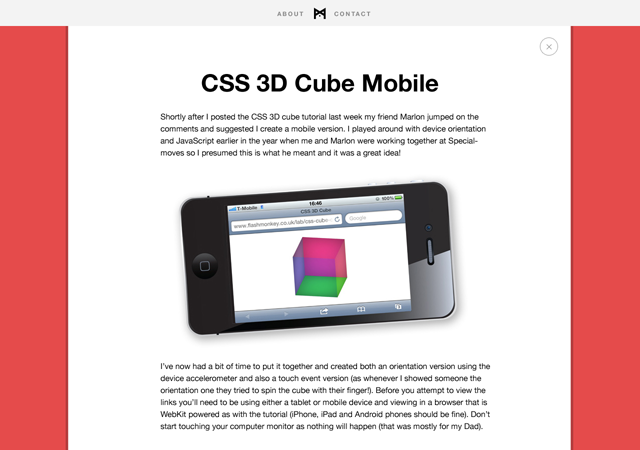 ABOUT CONTACT
CSS 3D Cube Mobile
Shortly after I posted the CSS 3D cube tutorial last week my friend Marlon jumped on the
comments and suggested I create a mobile version. I played around with device orientation
and JavaScript earlier in the year when me and Marlon were working together at Special-
moves so I presumed this is what he meant and it was a great idea!
T-Mobile 16:46 100%
CSS 3D Cube
www.flashmonkey.co.uk/lab/css-cube Google
I've now had a bit of time to put it together and created both an orientation version using the
device accelerometer and also a touch event version (as whenever I showed someone the
orientation one they tried to spin the cube with their finger!). Before you attempt to view the
links you'll need to be using either a tablet or mobile device and viewing in a browser that is
WebKit powered as with the tutorial (iPhone, iPad and Android phones should be fine). Don't
start touching your computer monitor as nothing will happen (that was mostly for my Dad).